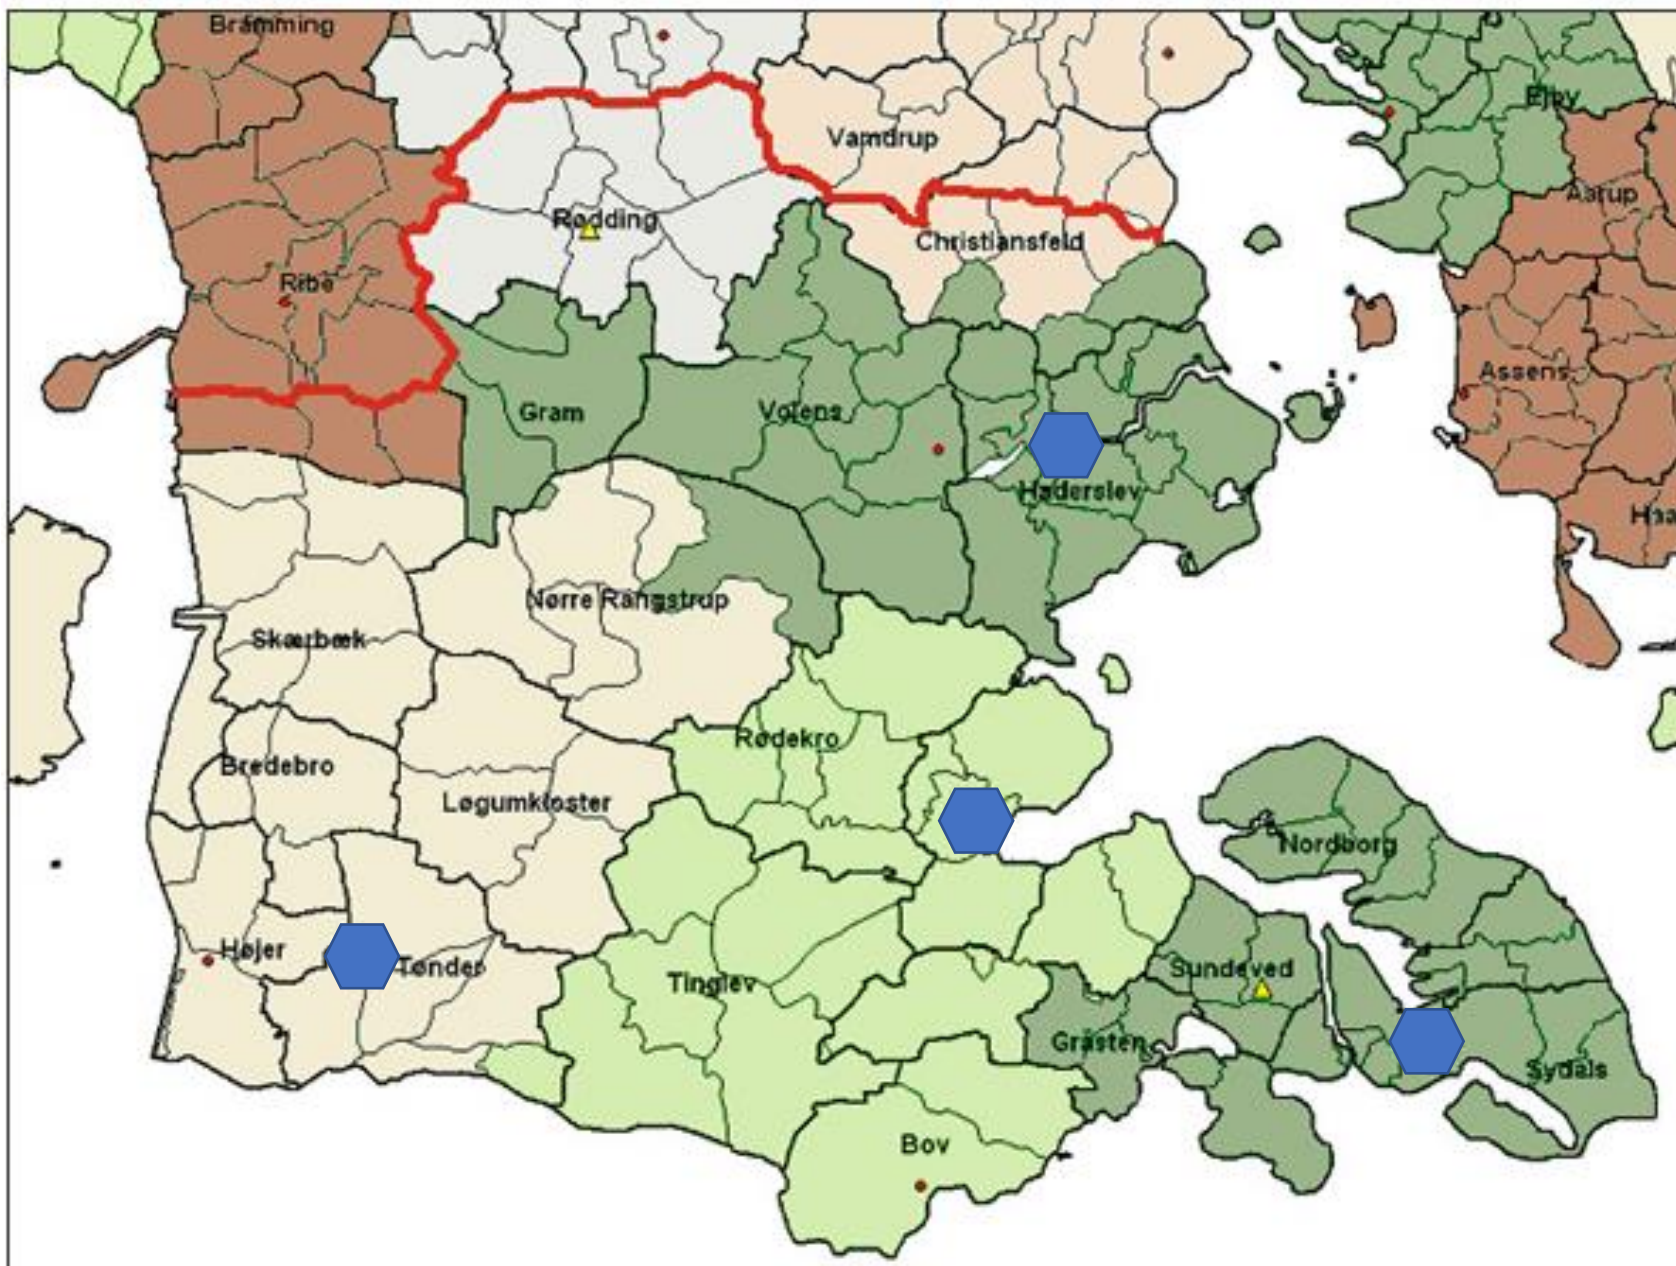 Bramming
Ejby
Vamdrup
Aarup
Rødding
Christiansfeld
Ribe
Assens
Gram
Vojens
Haderslev
Haa
Nørre Rangstrup
Skærbæk
Rødekro
Bredebro
Løgumkloster
Nordborg
Højer
Tønder
Sundeved
Tinglev
Gråsten
Sydals
Bov